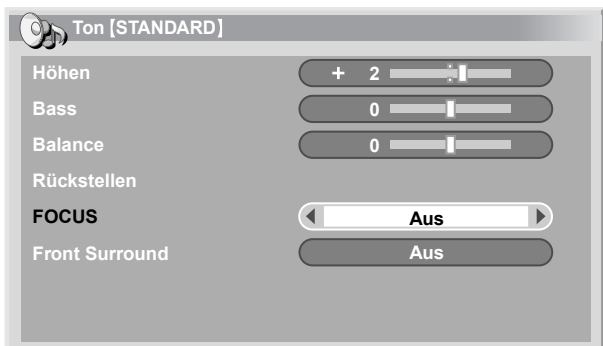 Ton [STANDARD]
Höhen + 2
Bass 0
Balance 0
Rückstellen
FOCUS Aus
Front Surround Aus